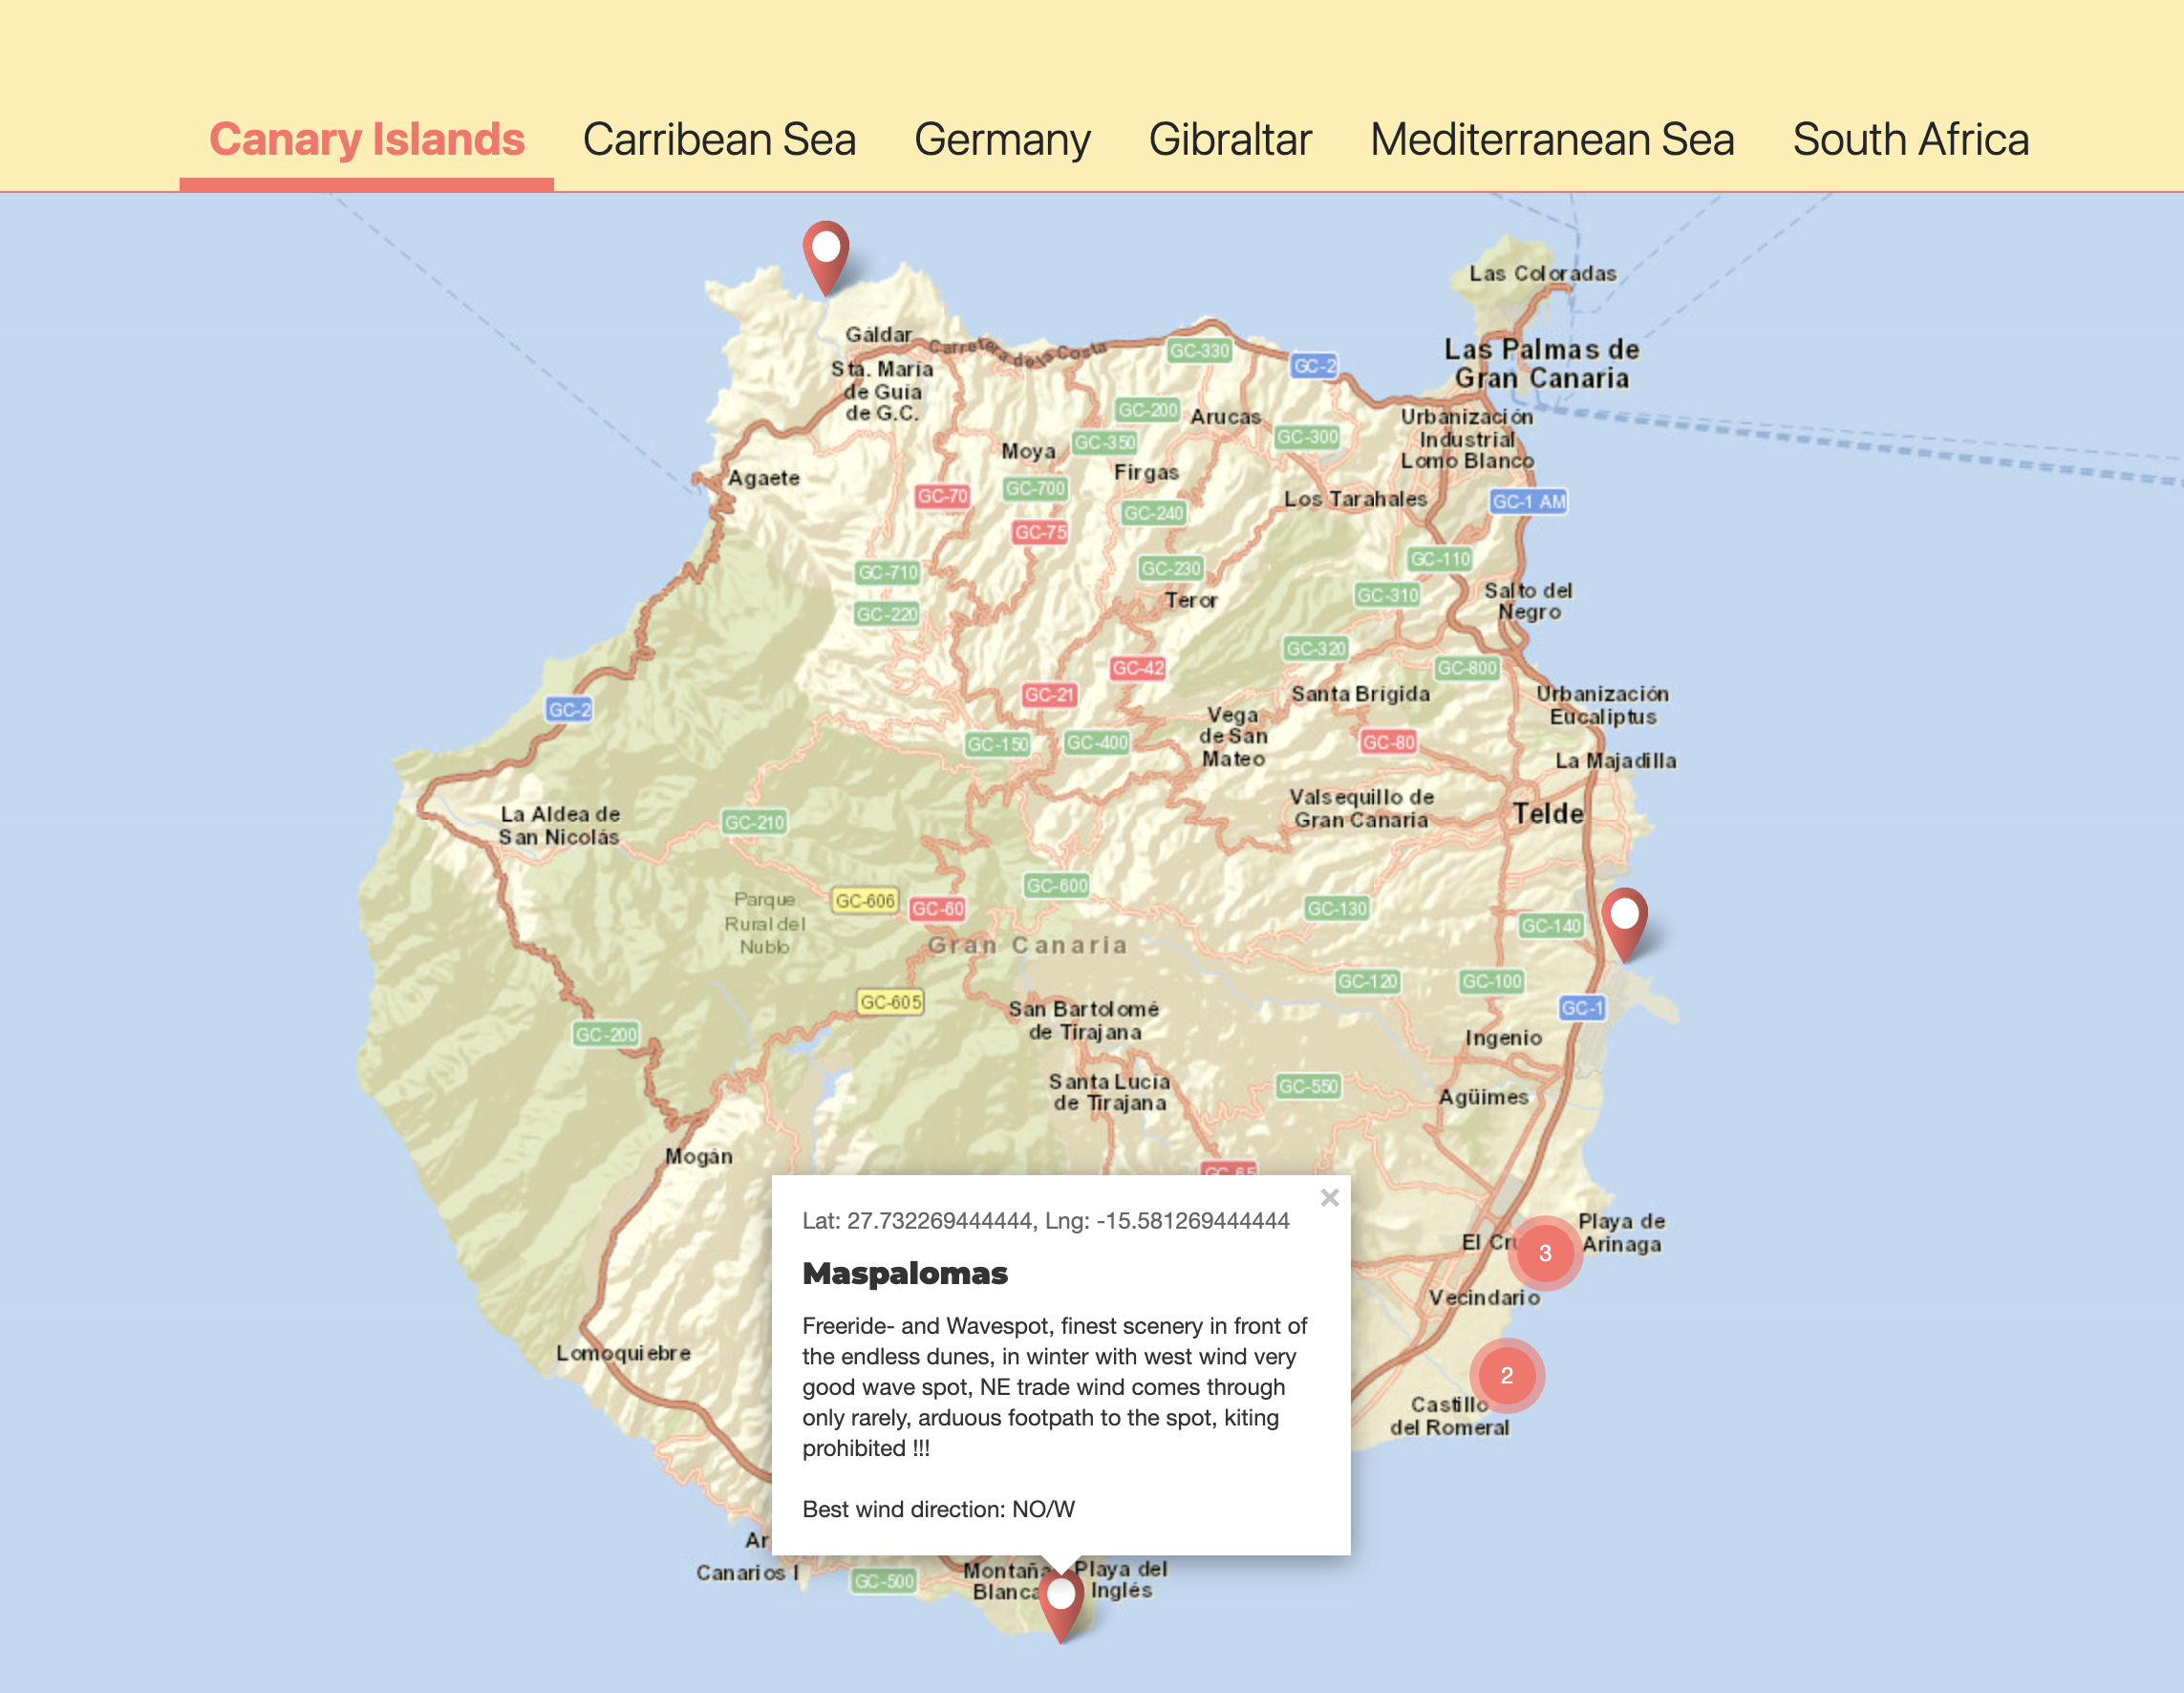 Canary Islands
Carribean Sea
Germany
Gibraltar
Mediterranean Sea
South Africa
Las Coloradas
Gáldar
Carretera de la Costa
GC-330
GC-2
Las Palmas de
Gran Canaria
Sta. María
de Guía
de G.C.
GC-200
Arucas
Urbanización
Industrial
Lomo Blanco
GC-300
GC-350
Moya
Firgas
Agaete
GC-70
GC-700
Los Tarahales
GC-1 AM
GC-240
GC-75
GC-710
GC-230
GC-110
GC-220
Teror
GC-310
Salto del
Negro
GC-320
GC-42
GC-800
GC-21
Santa Brígida
Urbanización
Eucaliptus
GC-2
Vega
de San
Mateo
GC-150
GC-400
GC-80
La Majadilla
La Aldea de
San Nicolás
GC-210
Valsequillo de
Gran Canaria
Telde
GC-600
Parque
Rural del
Nublo
GC-606
GC-60
GC-130
GC-140
Gran Canaria
GC-120
GC-100
GC-605
San Bartolomé
de Tirajana
GC-1
GC-200
Ingenio
Santa Lucía
de Tirajana
GC-550
Agüimes
Mogán
GC-65
×
Lat: 27.732269444444, Lng: -15.581269444444
Maspalomas
Freeride- and Wavespot, finest scenery in front of
the endless dunes, in winter with west wind very
good wave spot, NE trade wind comes through
only rarely, arduous footpath to the spot, kiting
prohibited !!!
Best wind direction: NO/W
Playa de
Arinaga
El Cru
3
Vecindario
Lomoquiebre
2
Castillo
del Romeral
Ar
Canarios I
GC-500
Montaña
Blanca
Playa del
Inglés